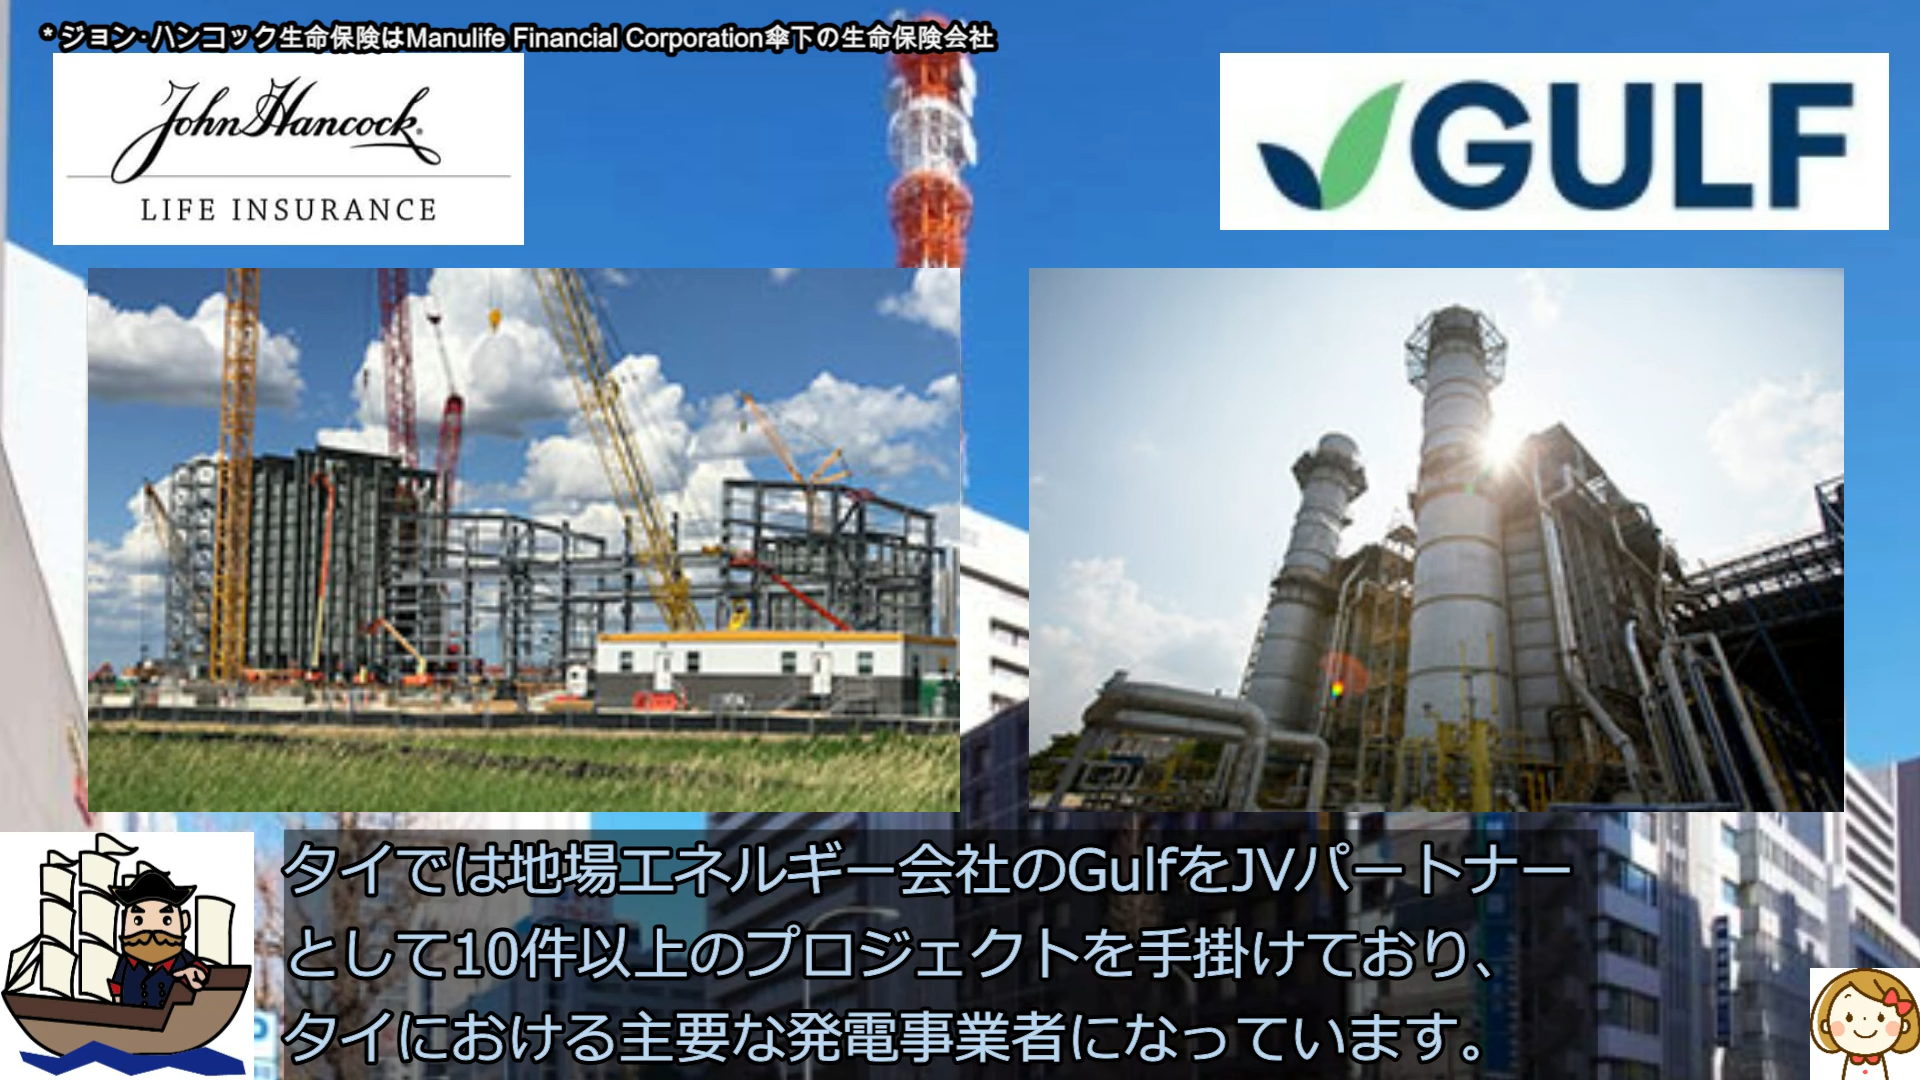 * ジョン･ハンコック生命保険はManulife Financial Corporation傘下の生命保険会社
John Hancock®
LIFE INSURANCE
GULF
タイでは地場エネルギー会社のGulfをJVパートナー
として10件以上のプロジェクトを手掛けており、
タイにおける主要な発電事業者になっています。